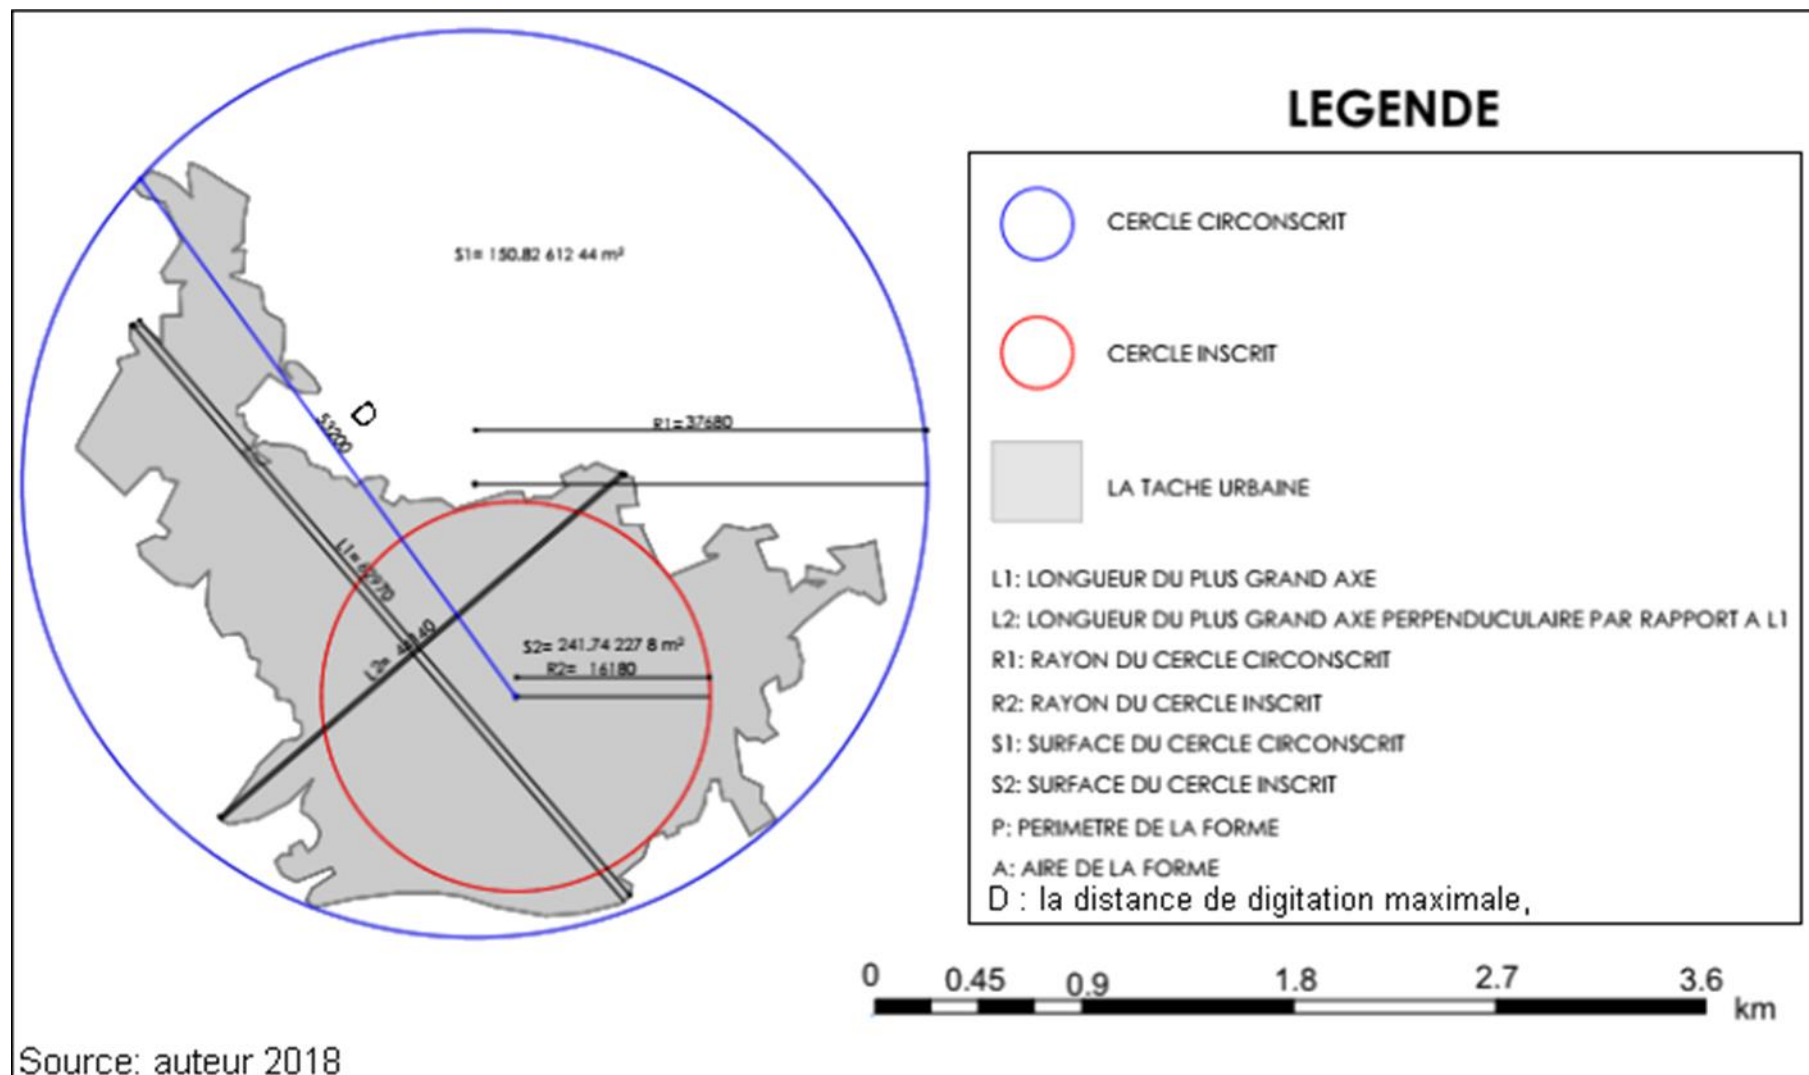 LEGENDE
S1= 150.82 612 44 m²
D
53200
R1= 37680
L1= 62970
L2=
S2= 241.74 227 8 m²
R2= 16180
CERCLE CIRCONSCRIT
CERCLE INSCRIT
LA TACHE URBAINE
L1: LONGUEUR DU PLUS GRAND AXE
L2: LONGUEUR DU PLUS GRAND AXE PERPENDUCULAIRE PAR RAPPORT A L1
R1: RAYON DU CERCLE CIRCONSCRIT
R2: RAYON DU CERCLE INSCRIT
S1: SURFACE DU CERCLE CIRCONSCRIT
S2: SURFACE DU CERCLE INSCRIT
P: PERIMETRE DE LA FORME
A: AIRE DE LA FORME
D : la distance de digitation maximale,
0 0.45 0.9 1.8 2.7 3.6 km
Source: auteur 2018